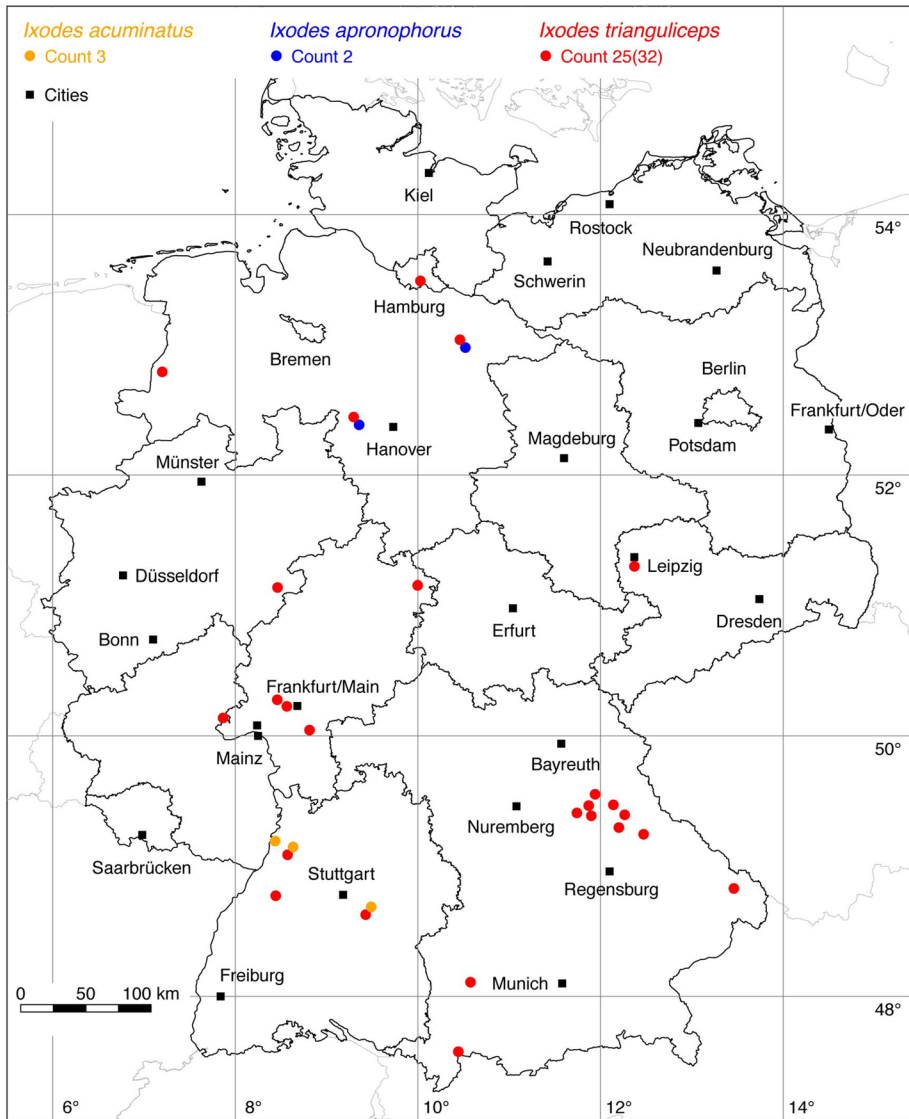 Ixodes acuminatus
Count 3
Ixodes apronophorus
Count 2
Ixodes trianguliceps
Count 25(32)
Cities
Kiel
Rostock
54°
Neubrandenburg
Schwerin
Hamburg
Bremen
Berlin
Frankfurt/Oder
Hanover
Magdeburg
Potsdam
Münster
52°
Düsseldorf
Leipzig
Erfurt
Dresden
Bonn
Frankfurt/Main
Mainz
50°
Bayreuth
Nuremberg
Saarbrücken
Stuttgart
Regensburg
Freiburg
Munich
0 50 100 km
48°
6° 8° 10° 12° 14°